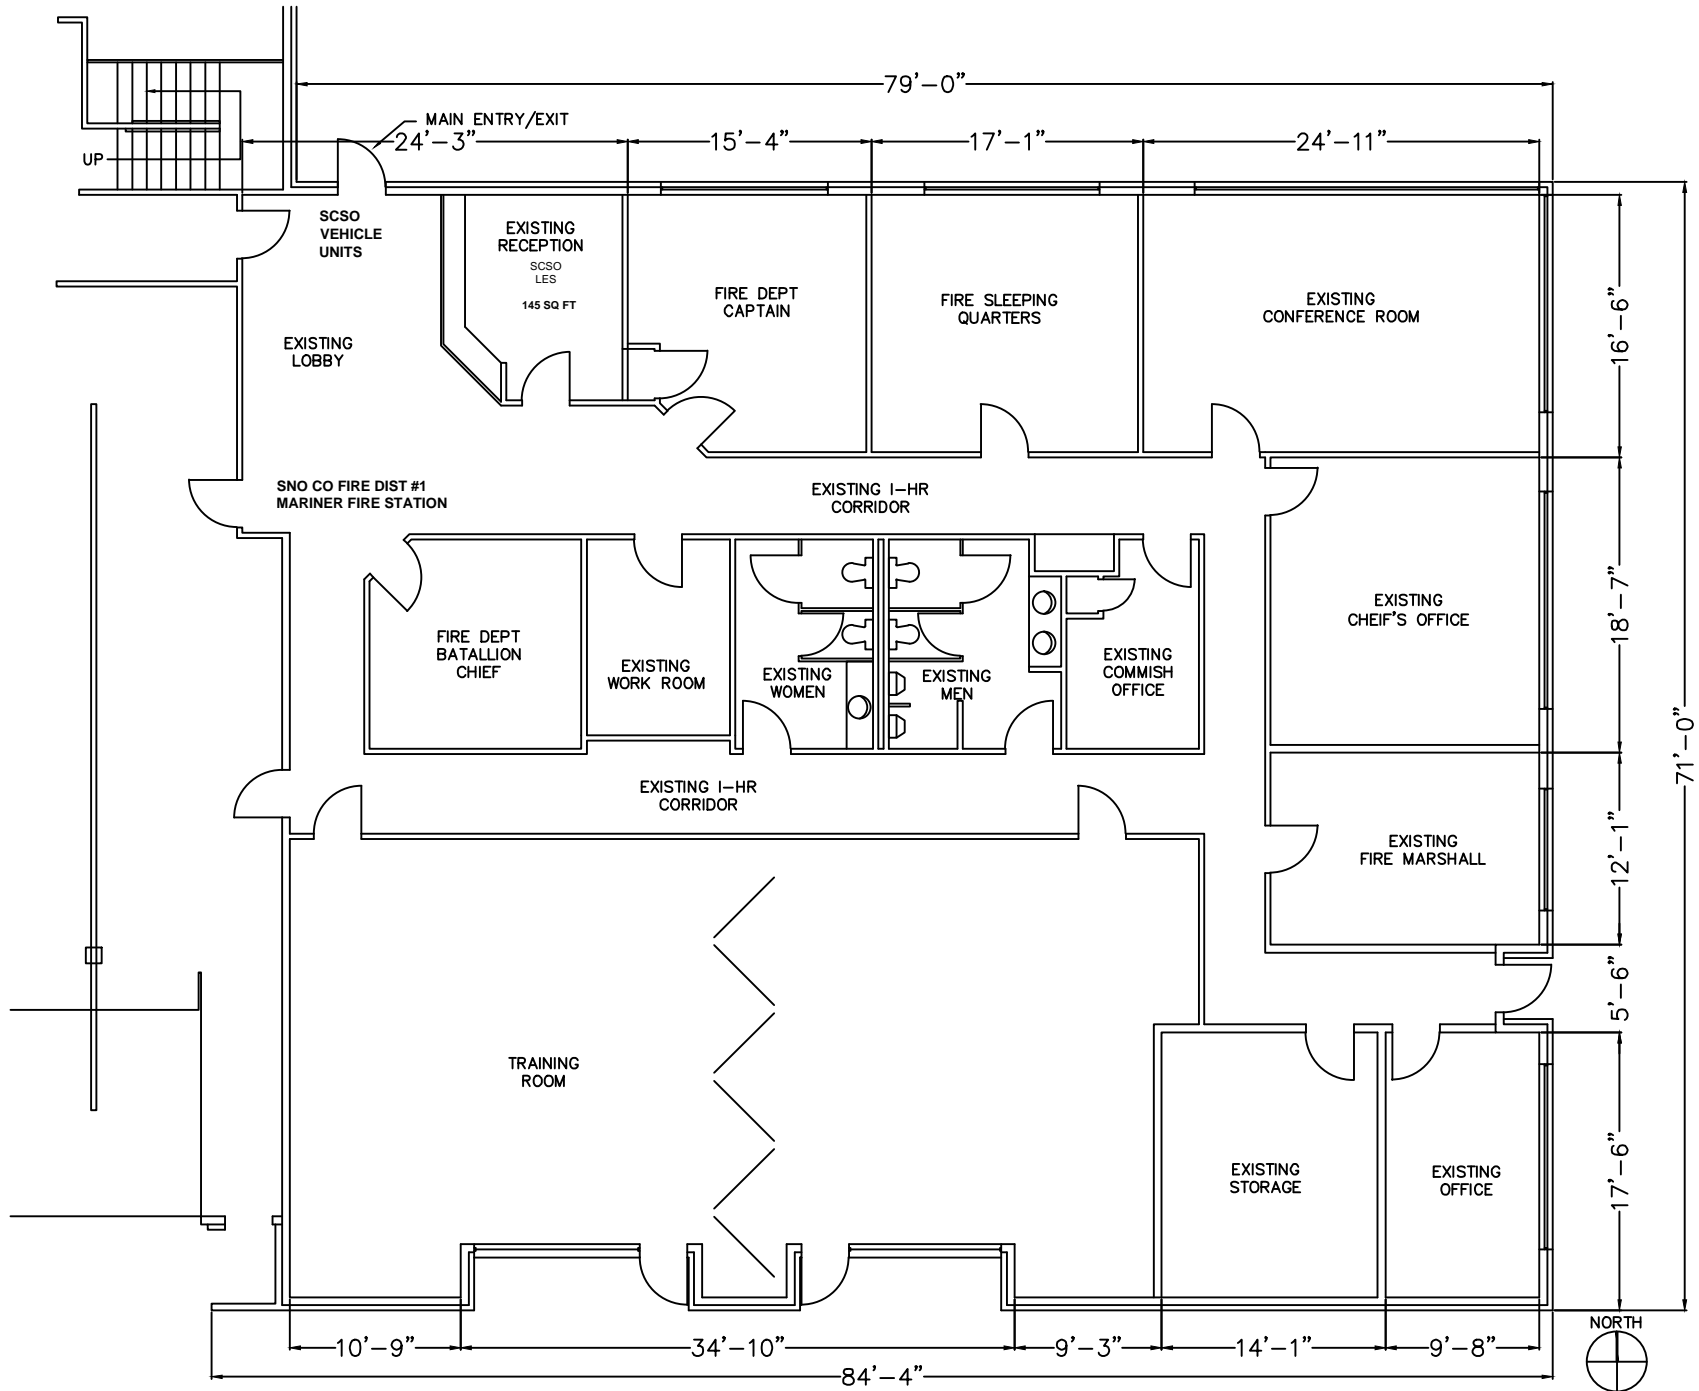 79'-0"
MAIN ENTRY/EXIT
24'-3"
15'-4"
17'-1"
24'-11"
UP
SCSO
VEHICLE
UNITS
EXISTING
RECEPTION
SCSO
LES
145 SQ FT
FIRE DEPT
CAPTAIN
FIRE SLEEPING
QUARTERS
EXISTING
CONFERENCE ROOM
16'-6"
EXISTING
LOBBY
SNO CO FIRE DIST #1
MARINER FIRE STATION
EXISTING 1-HR
CORRIDOR
EXISTING
CHEIF'S OFFICE
18'-7"
FIRE DEPT
BATALLION
CHIEF
EXISTING
WORK ROOM
EXISTING
WOMEN
EXISTING
MEN
EXISTING
COMMISH
OFFICE
71'-0"
EXISTING 1-HR
CORRIDOR
EXISTING
FIRE MARSHALL
12'-1"
5'-6"
TRAINING
ROOM
EXISTING
STORAGE
EXISTING
OFFICE
17'-6"
NORTH
10'-9"
34'-10"
9'-3"
14'-1"
9'-8"
84'-4"